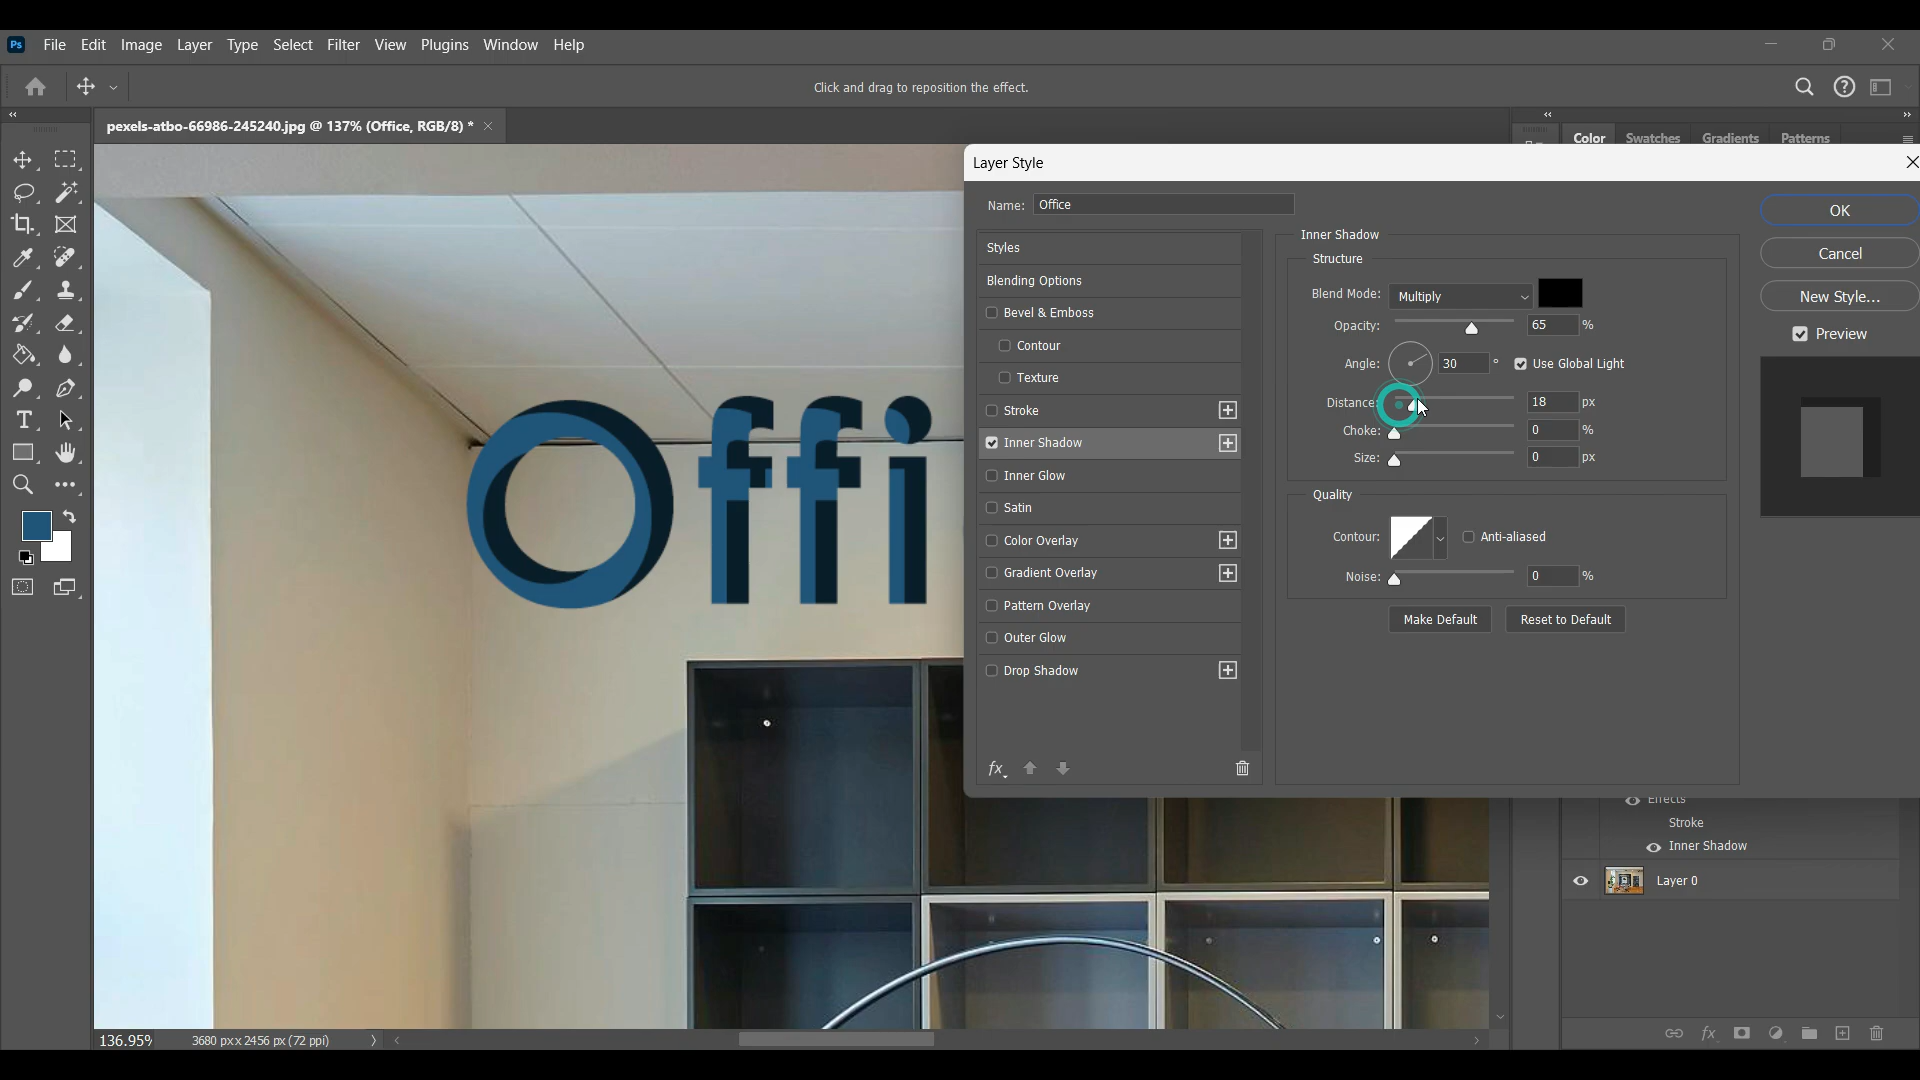 Ps File Edit Image Layer Type Select Filter View Plugins Window Help
Click and drag to reposition the effect.
pexels-atbo-66986-245240.jpg @ 137% (Office, RGB/8) *
Color Swatches Gradients Patterns
Layer Style
Name: Office
OK
Cancel
New Style...
Preview
Styles
Blending Options
Bevel & Emboss
Contour
Texture
Stroke
Inner Shadow
Inner Glow
Satin
Color Overlay
Gradient Overlay
Pattern Overlay
Outer Glow
Drop Shadow
fx
Inner Shadow
Structure
Blend Mode: Multiply
Opacity: 65 %
Angle: 30 ° Use Global Light
Distance: 18 px
Choke: 0 %
Size: 0 px
Quality
Contour: Anti-aliased
Noise: 0 %
Make Default Reset to Default
Offi
Effects
Stroke
Inner Shadow
Layer 0
fx
136.95% 3680 px x 2456 px (72 ppi)